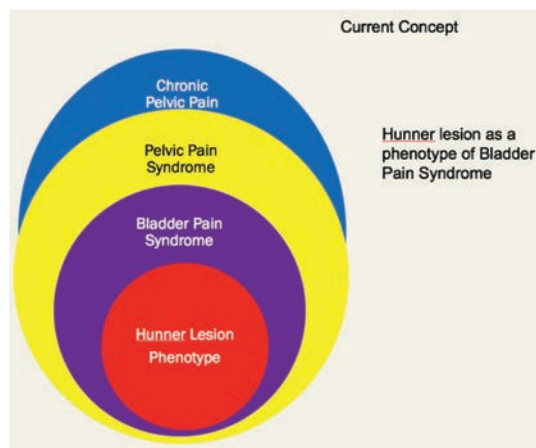 Current Concept
Chronic
Pelvic Pain
Pelvic Pain
Syndrome
Bladder Pain
Syndrome
Hunner Lesion
Phenotype
Hunner lesion as a
phenotype of Bladder
Pain Syndrome